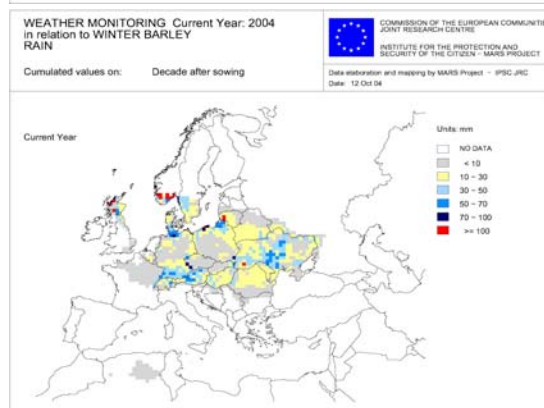 WEATHER MONITORING Current Year: 2004
in relation to WINTER BARLEY
RAIN
Cumulated values on: Decade after sowing
COMMISSION OF THE EUROPEAN COMMUNITIE
JOINT RESEARCH CENTRE
INSTITUTE FOR THE PROTECTION AND
SECURITY OF THE CITIZEN - MARS PROJECT
Data elaboration and mapping by MARS Project - IPSC JRC
Date: 12 Oct 04
Current Year
Units: mm
NO DATA
< 10
10 - 30
30 - 50
50 - 70
70 - 100
>= 100